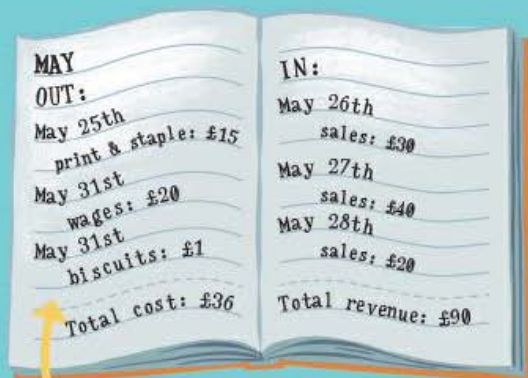 MAY
OUT:
May 25th
print & staple: £15
May 31st
wages: £20
May 31st
biscuits: £1
Total cost: £36
IN:
May 26th
sales: £30
May 27th
sales: £40
May 28th
sales: £20
Total revenue: £90